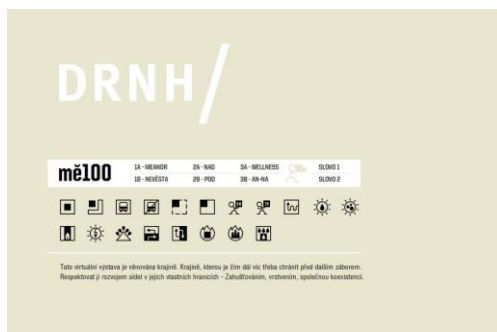 DRNH/
mě100
1A - MEANDR 2A - NAD 3A - WELLNESS SLOVO 1
1B - NEVĚSTA 2B - POD 3B - AN-NA SLOVO 2
Tato virtuální výstava je věnována krajině. Krajině, kterou je čím dál víc třeba chránit před dalším záborem.
Respektovat ji rozvojem sídel v jejich vlastních hranicích - Zahušťováním, vrstvením, společnou koexistencí.